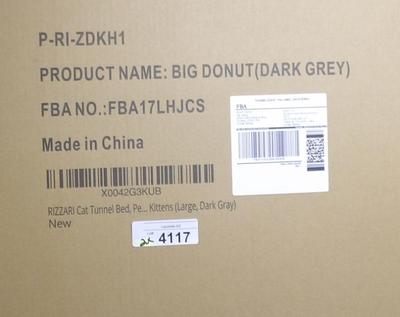 P-RI-ZDKH1
PRODUCT NAME: BIG DONUT(DARK GREY)
FBA NO.:FBA17LHJCS
FBA
Made in China
X0042G3KUB
RIZZARI Cat Tunnel Bed, Pe... Kittens (Large, Dark Gray)
New
2x 4117